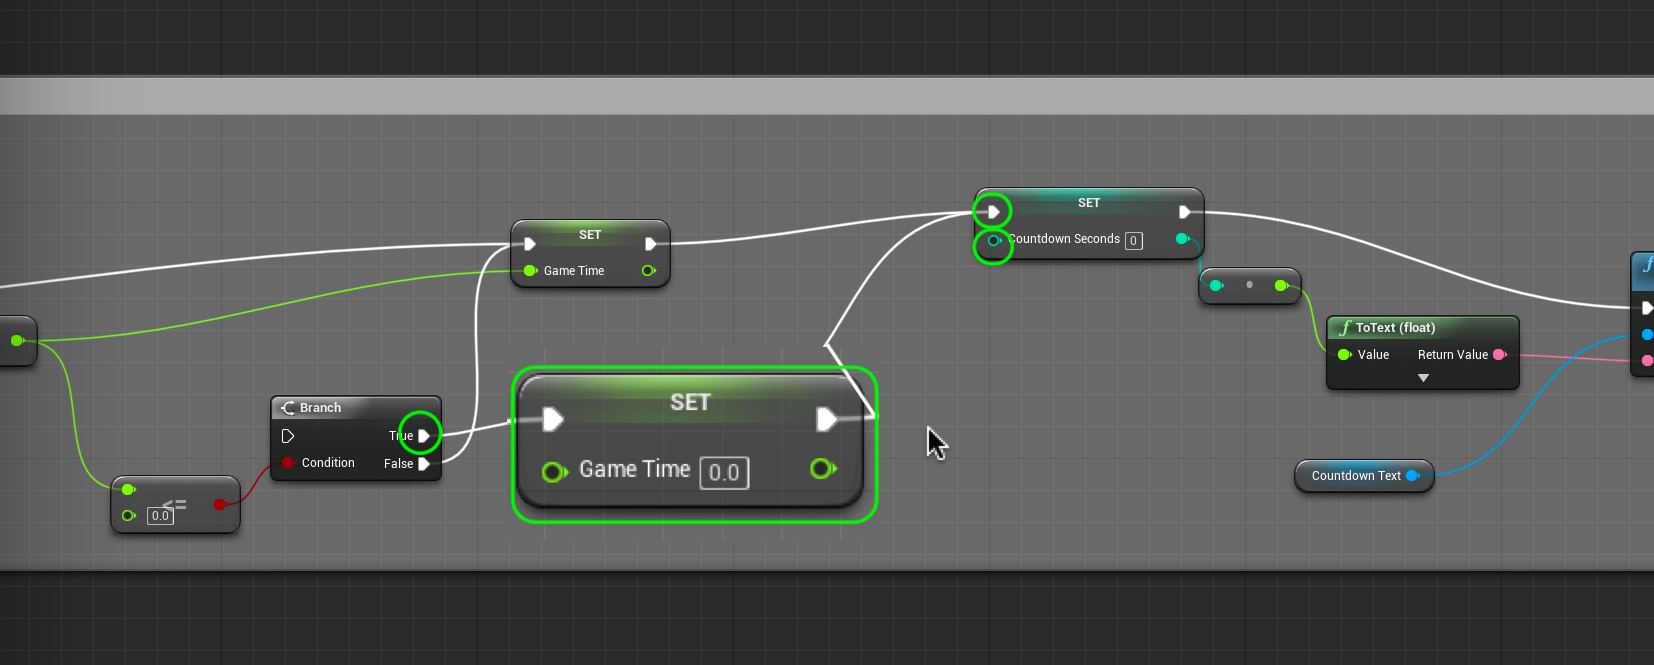 SET
Countdown Seconds 0
SET
Game Time
f ToText (float)
Value Return Value
Branch
True
Condition False
SET
Game Time 0.0
<=
0.0
Countdown Text
f